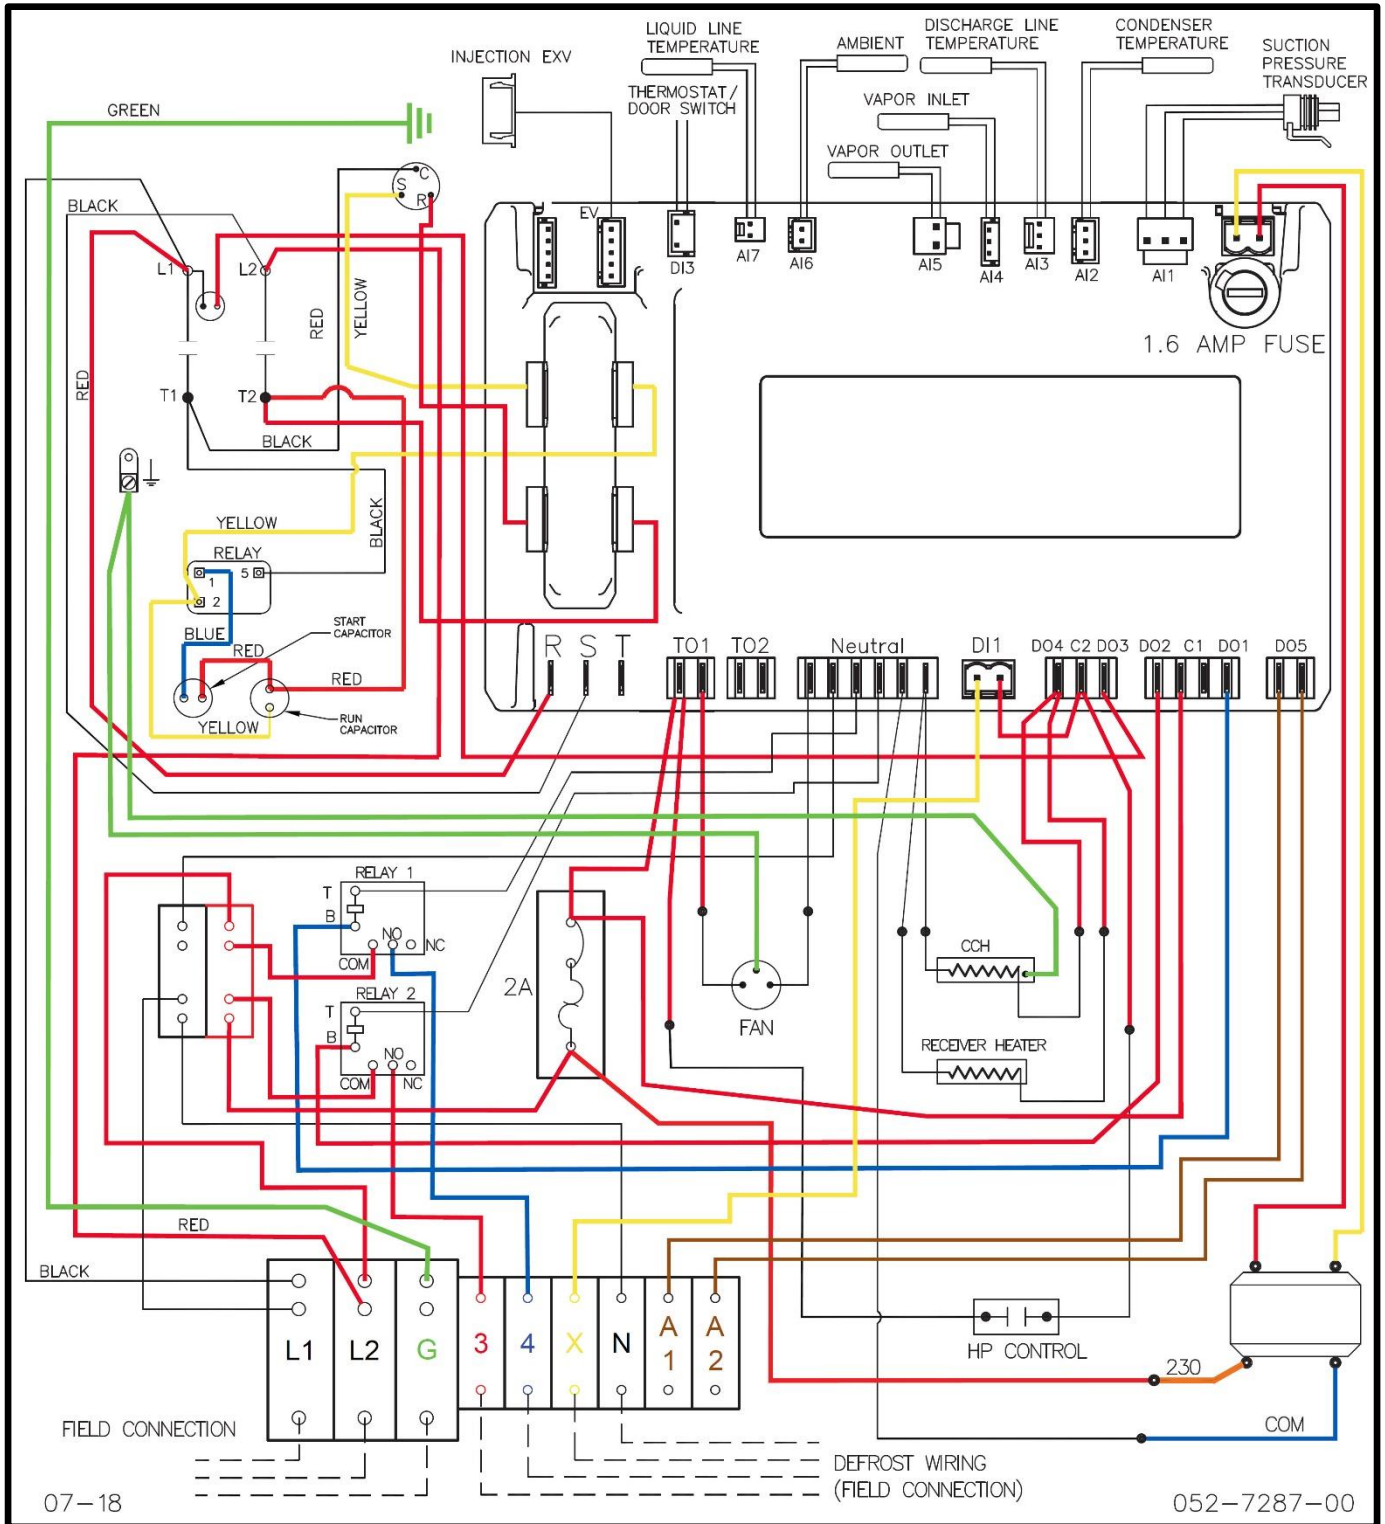 LIQUID LINE
TEMPERATURE
DISCHARGE LINE
TEMPERATURE
CONDENSER
TEMPERATURE
INJECTION EXV
AMBIENT
SUCTION
PRESSURE
TRANSDUCER
THERMOSTAT/
DOOR SWITCH
VAPOR INLET
VAPOR OUTLET
GREEN
C
S
R
BLACK
EV
DI3
AI7
AI6
AI5
AI4
AI3
AI2
AI1
L1
L2
RED
YELLOW
1.6 AMP FUSE
RED
T1
T2
BLACK
BLACK
YELLOW
RELAY
1
5
2
START
CAPACITOR
BLUE
RED
RED
YELLOW
RUN
CAPACITOR
R S T
TO1
TO2
Neutral
DI1
DO4 C2 DO3
DO2 C1 DO1
DO5
RELAY 1
T
B
NO
NC
COM
RELAY 2
T
B
NO
NC
COM
2A
FAN
CCH
RECEIVER HEATER
RED
BLACK
L1
L2
G
3
4
X
N
A
1
A
2
HP CONTROL
230
COM
FIELD CONNECTION
DEFROST WIRING
(FIELD CONNECTION)
07-18
052-7287-00